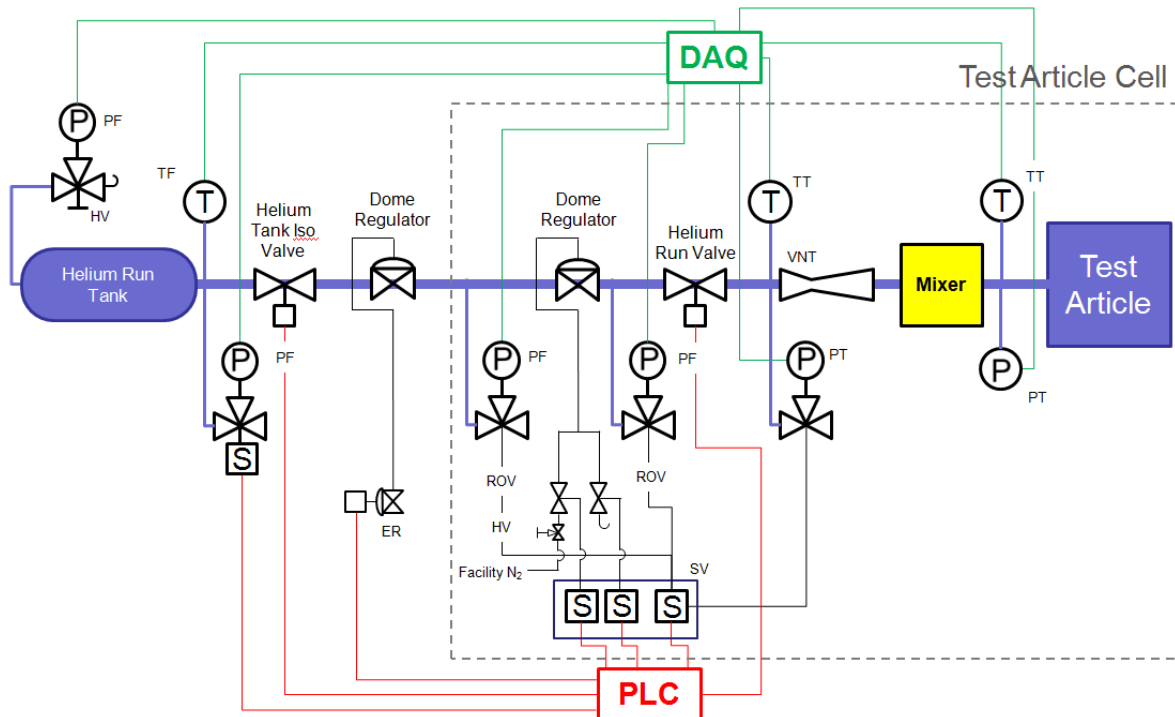 DAQ
Test Article Cell
P
PF
HV
TF
T
Helium
Tank Iso
Valve
Dome
Regulator
Dome
Regulator
Helium
Run Valve
T
TT
VNT
T
TT
Helium Run
Tank
Mixer
Test
Article
P
PF
P
PF
P
PF
P
PT
P
PT
S
ER
ROV
HV
ROV
Facility N₂
SV
S
S
S
PLC